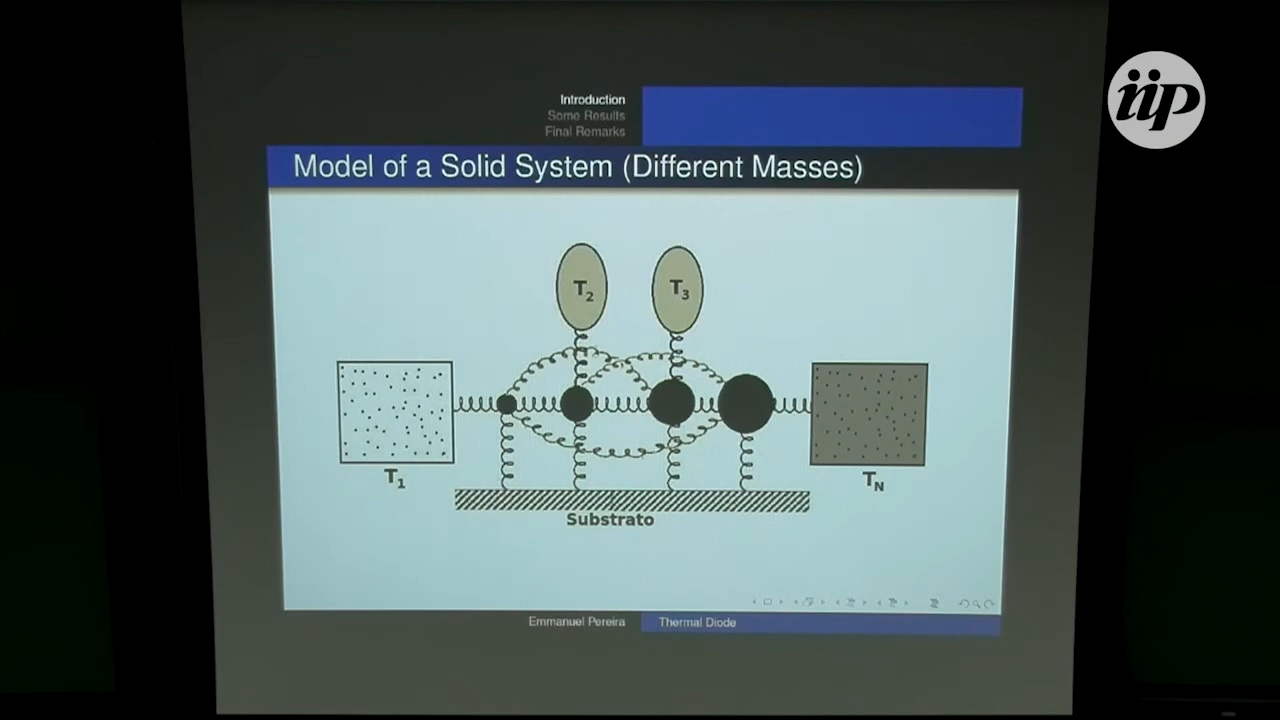 iip
Introduction
Some Results
Final Remarks
Model of a Solid System (Different Masses)
T2
T3
T1
TN
Substrato
Emmanuel Pereira
Thermal Diode